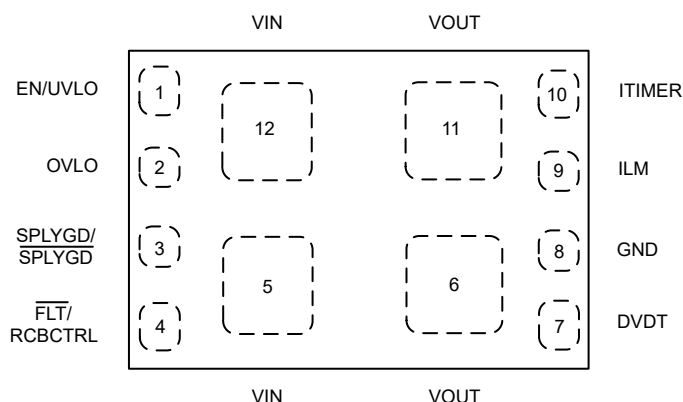 VIN VOUT
EN/UVLO 1 12 11 10 ITIMER
OVLO 2 9 ILM
SPLYGD/
SPLYGD
3 8 GND
5 6
FLT/
RCBCTRL
4 7 DVDT
VIN VOUT